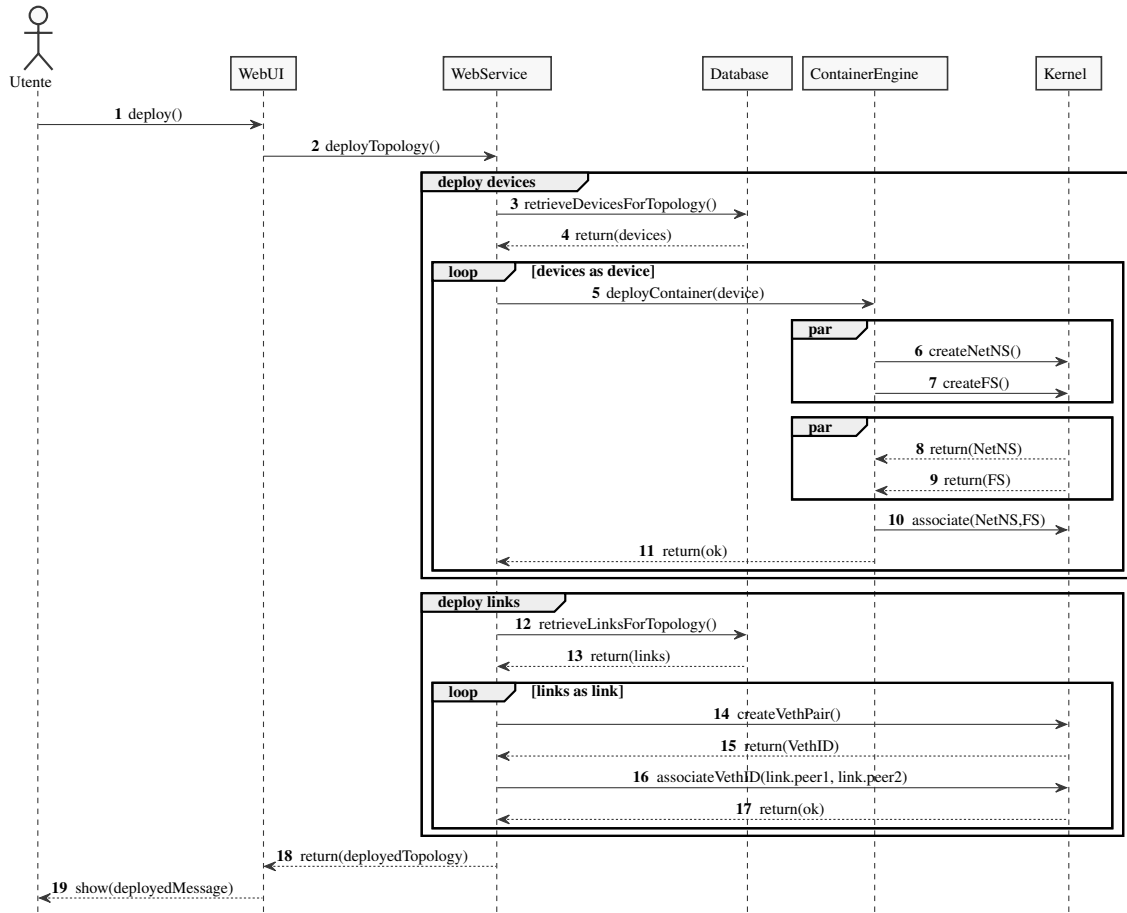 Utente
WebUI
WebService
Database
ContainerEngine
Kernel
1 deploy()
2 deployTopology()
deploy devices
3 retrieveDevicesForTopology()
4 return(devices)
loop [devices as device]
5 deployContainer(device)
par
6 createNetNS()
7 createFS()
par
8 return(NetNS)
9 return(FS)
10 associate(NetNS,FS)
11 return(ok)
deploy links
12 retrieveLinksForTopology()
13 return(links)
loop [links as link]
14 createVethPair()
15 return(VethID)
16 associateVethID(link.peer1, link.peer2)
17 return(ok)
18 return(deployedTopology)
19 show(deployedMessage)